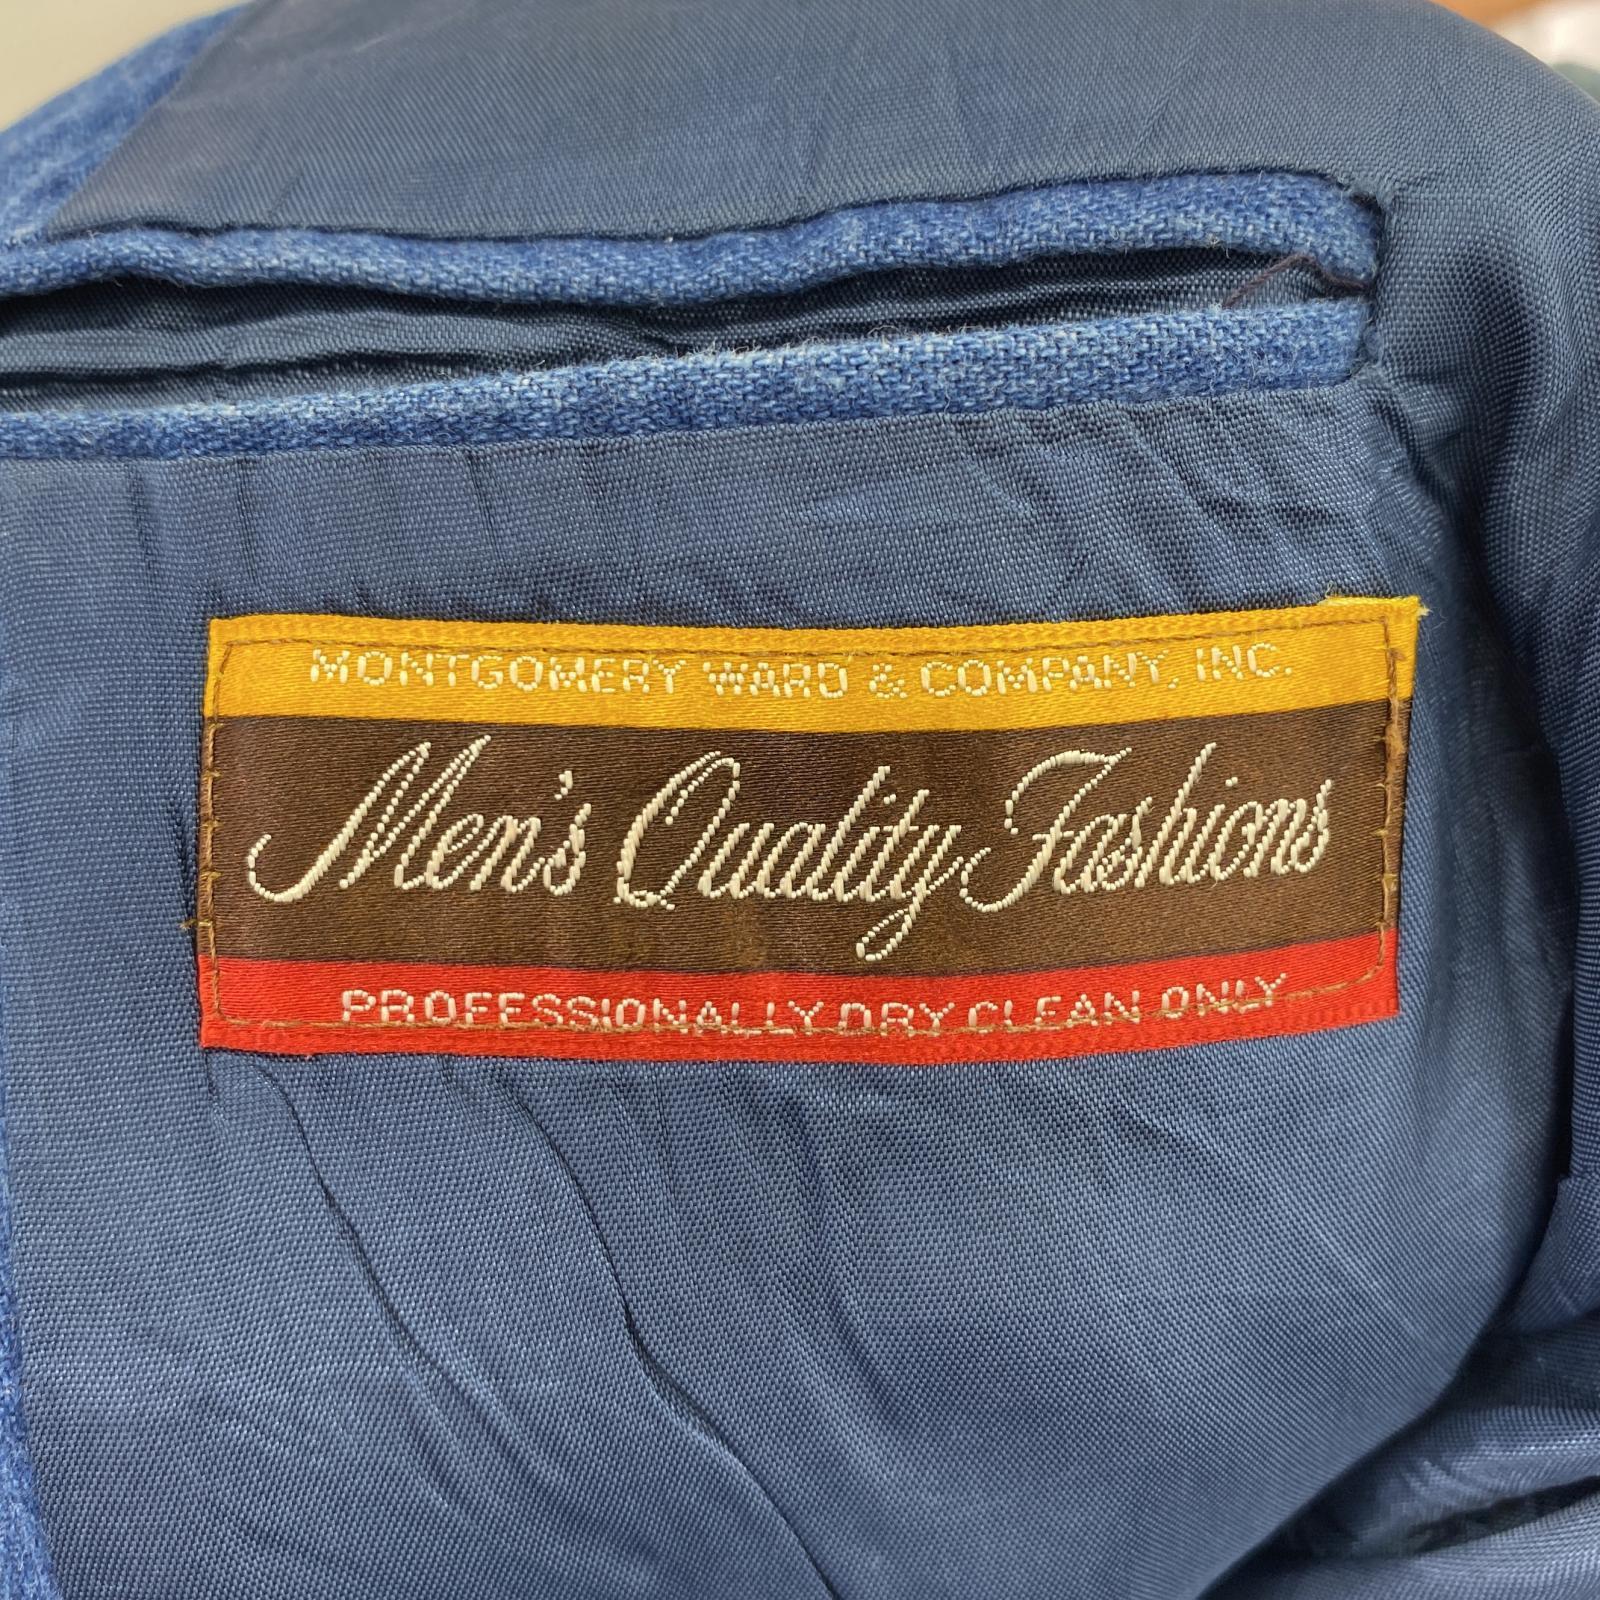 MONTGOMERY WARD & COMPANY, INC.
Men's Quality Fashions
PROFESSIONALLY DRY CLEAN ONLY